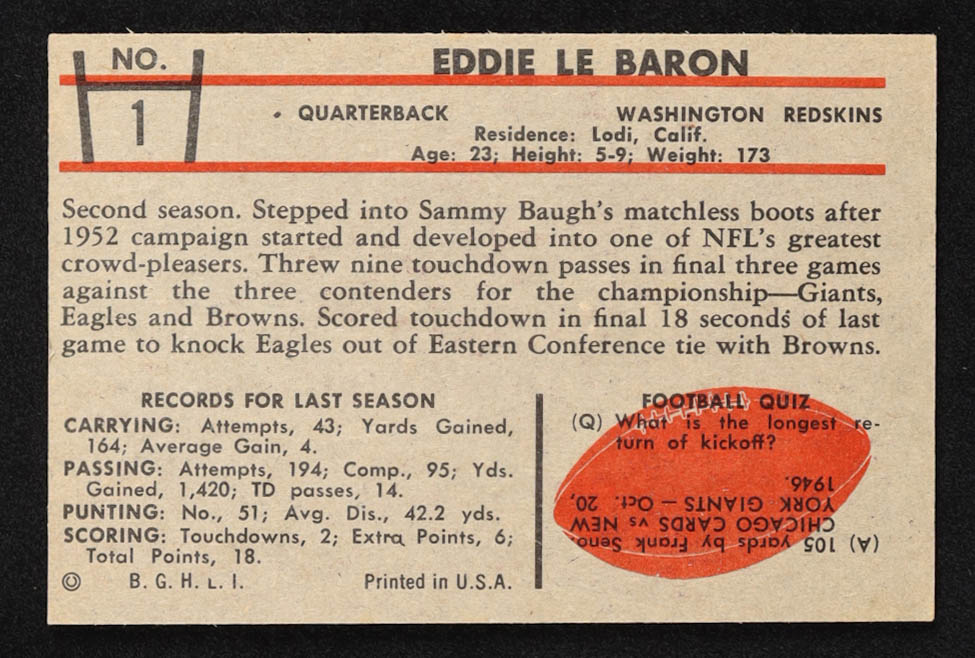 NO.
1
EDDIE LE BARON
QUARTERBACK WASHINGTON REDSKINS
Residence: Lodi, Calif.
Age: 23; Height: 5-9; Weight: 173
Second season. Stepped into Sammy Baugh's matchless boots after
1952 campaign started and developed into one of NFL's greatest
crowd-pleasers. Threw nine touchdown passes in final three games
against the three contenders for the championship—Giants,
Eagles and Browns. Scored touchdown in final 18 seconds of last
game to knock Eagles out of Eastern Conference tie with Browns.
RECORDS FOR LAST SEASON
CARRYING: Attempts, 43; Yards Gained,
164; Average Gain, 4.
PASSING: Attempts, 194; Comp., 95; Yds.
Gained, 1,420; TD passes, 14.
PUNTING: No., 51; Avg. Dis., 42.2 yds.
SCORING: Touchdowns, 2; Extra Points, 6;
Total Points, 18.
© B. G. H. L. I. Printed in U.S.A.
FOOTBALL QUIZ
(Q) What is the longest re-
turn of kickoff?
(A) 105 yards by Frank Seno
CHICAGO CARDS vs NEW
YORK GIANTS — Oct. 20,
1946.